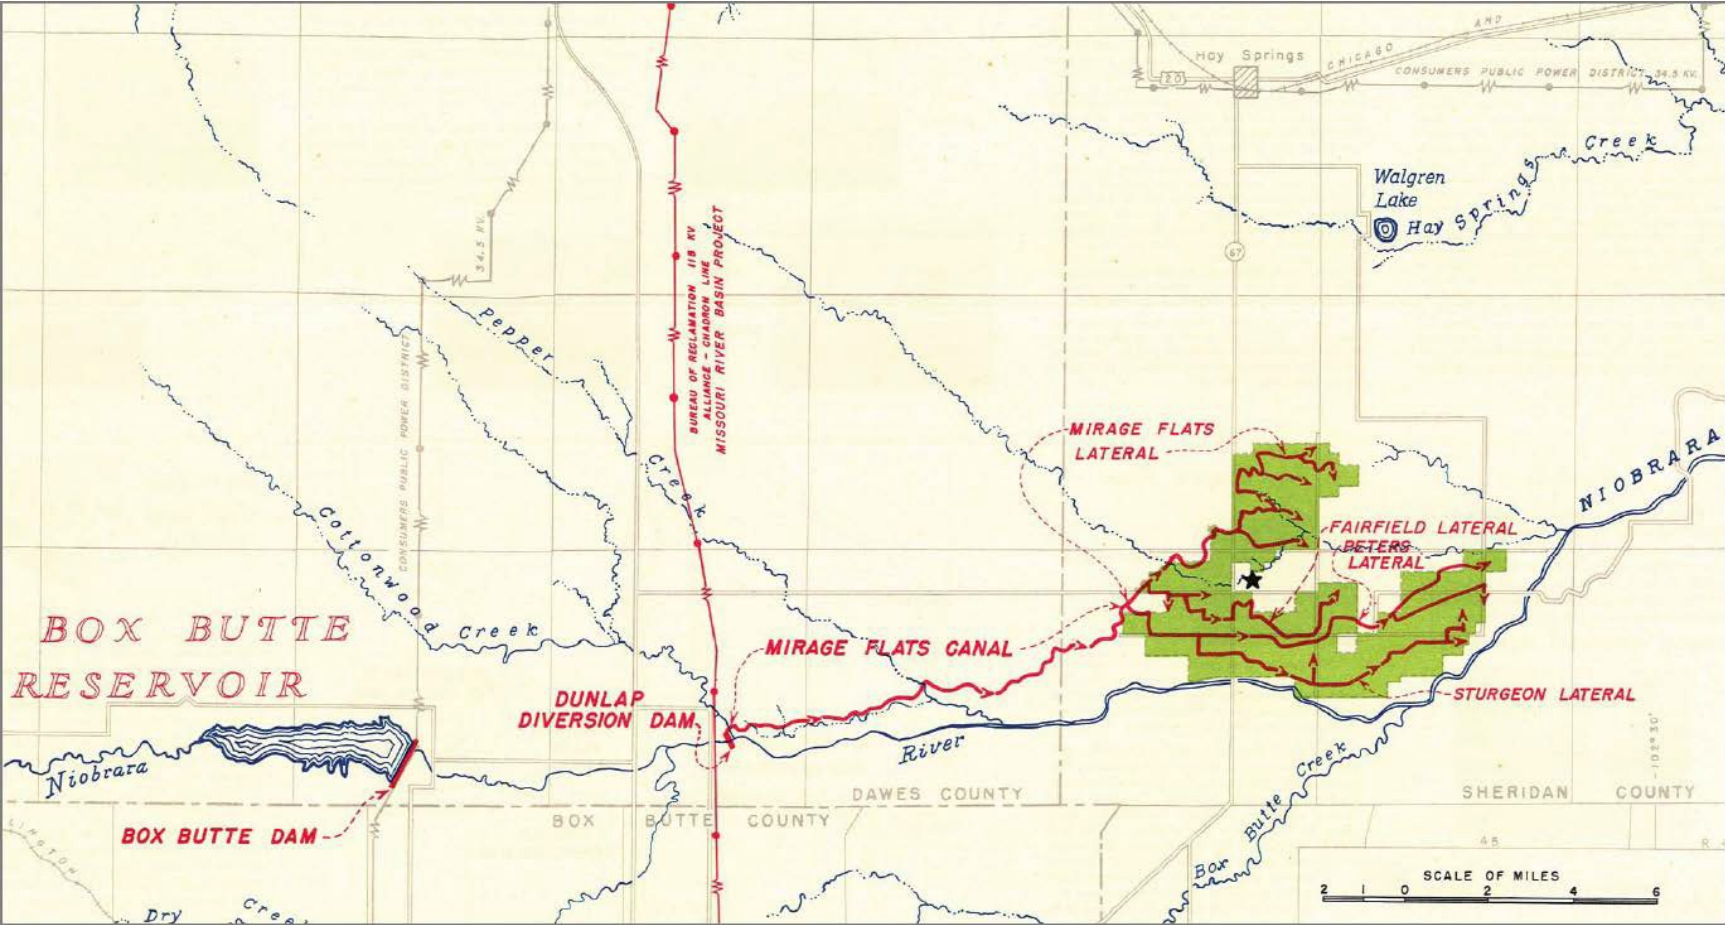 AND
CHICAGO
Hay Springs
20
CONSUMERS PUBLIC POWER DISTRICT 34.5 KV.
Creek
Walgren
Lake
Hay Springs
67
34.5 KV.
BUREAU OF RECLAMATION 115 KV
ALLIANCE - CHADRON LINE
MISSOURI RIVER BASIN PROJECT
Pepper
Creek
CONSUMERS PUBLIC POWER DISTRICT
Cottonwood
Creek
MIRAGE FLATS
LATERAL
NIOBRARA
FAIRFIELD LATERAL
PETERS
LATERAL
BOX BUTTE
RESERVOIR
MIRAGE FLATS CANAL
DUNLAP
DIVERSION DAM
STURGEON LATERAL
102°30'
Niobrara
River
Box Butte Creek
DAWES COUNTY
SHERIDAN COUNTY
BOX BUTTE COUNTY
BOX BUTTE DAM
LINGTON
Dry Cree
R
SCALE OF MILES
2 1 0 2 4 6